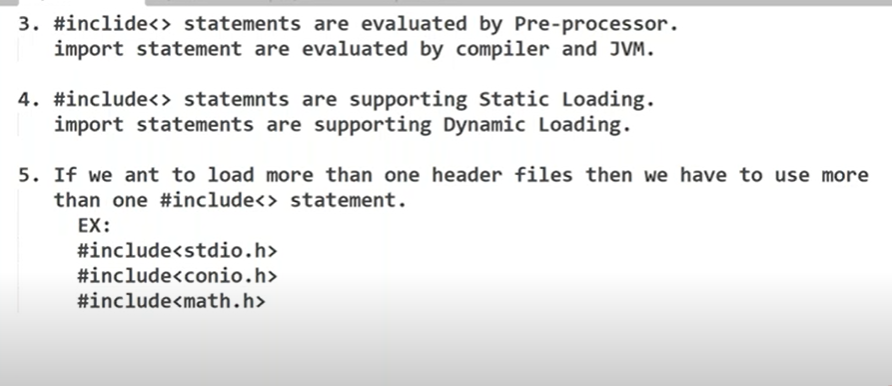 3. #inclide<> statements are evaluated by Pre-processor.
import statement are evaluated by compiler and JVM.
4. #include<> statemnts are supporting Static Loading.
import statements are supporting Dynamic Loading.
5. If we ant to load more than one header files then we have to use more
than one #include<> statement.
EX:
#include<stdio.h>
#include<conio.h>
#include<math.h>